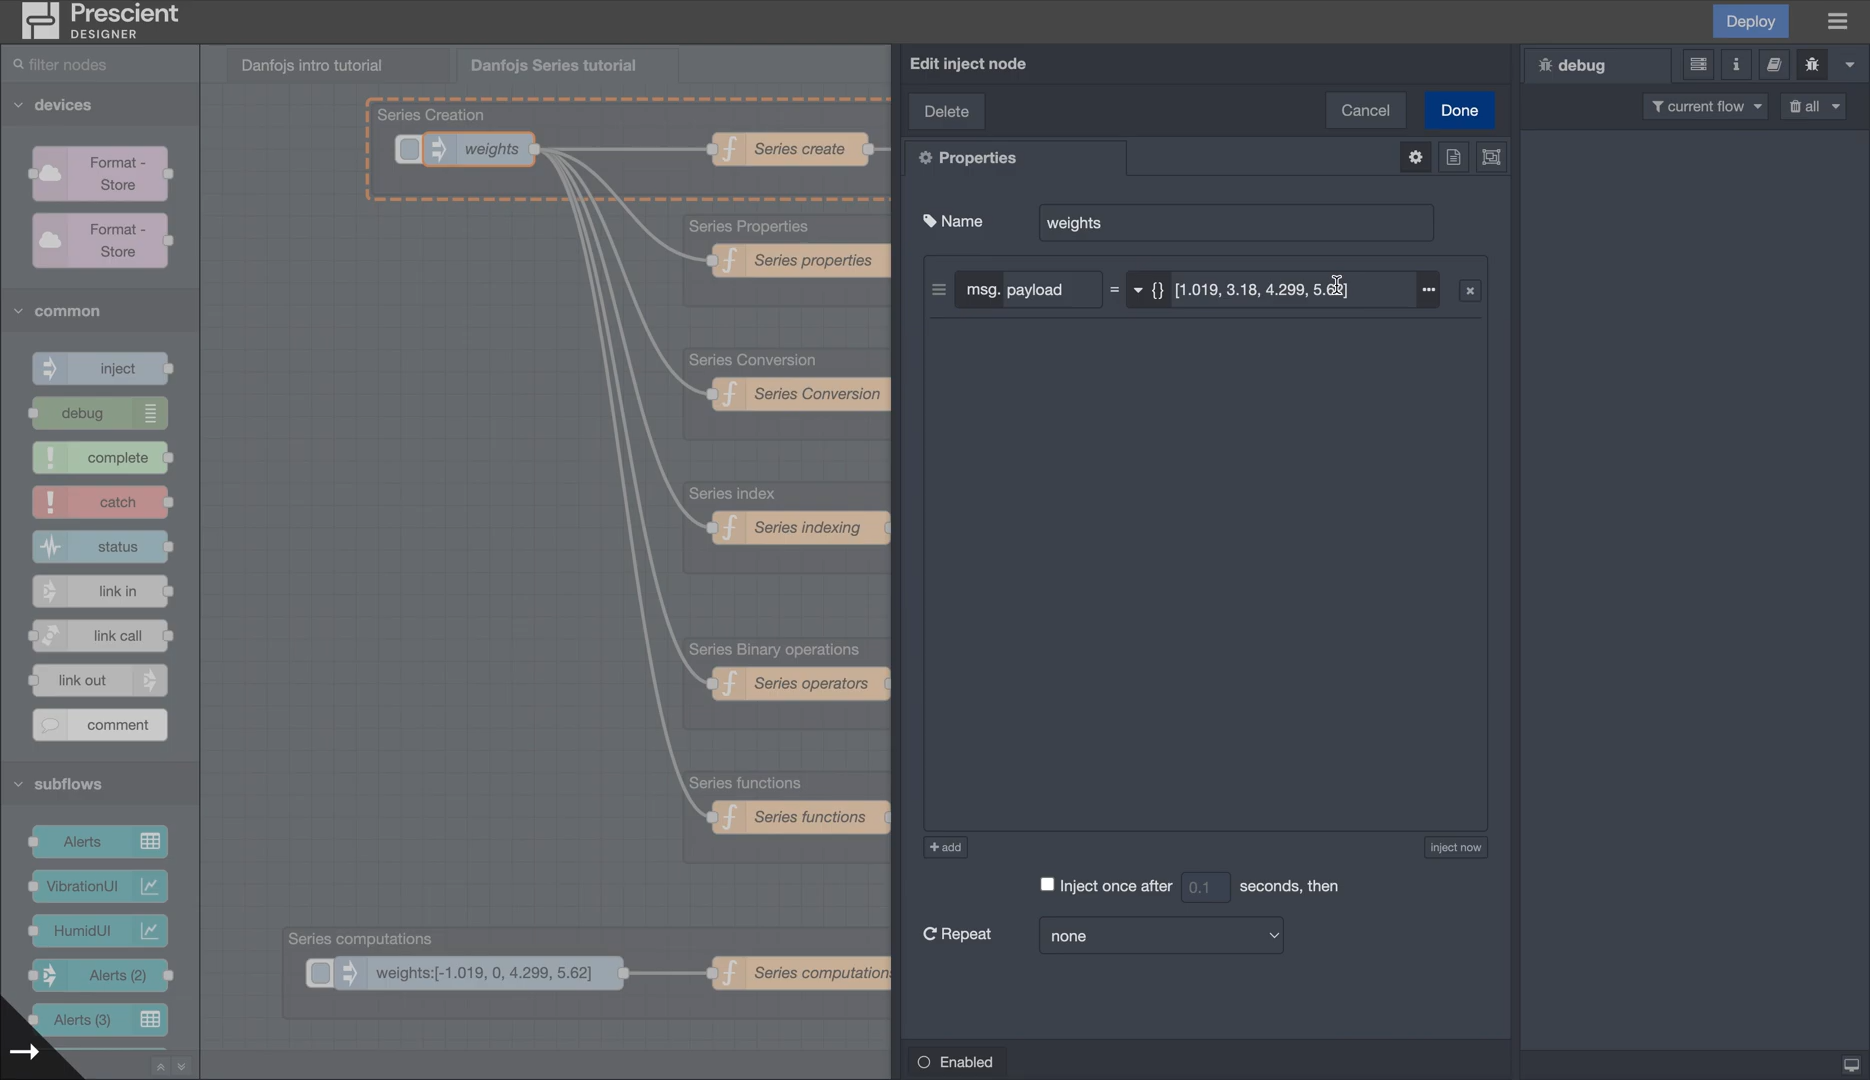 Prescient
DESIGNER
Deploy
filter nodes
Danfojs intro tutorial
Danfojs Series tutorial
Edit inject node
debug
devices
Delete
Cancel
Done
current flow
all
Series Creation
weights
Series create
Properties
Format -
Store
Format -
Store
Series Properties
Series properties
Name
weights
msg. payload
=
{}
[1.019, 3.18, 4.299, 5.62]
common
Series Conversion
Series Conversion
inject
debug
complete
catch
status
link in
link call
link out
comment
Series index
Series indexing
Series Binary operations
Series operators
subflows
Series functions
Series functions
Alerts
VibrationUI
HumidUI
Alerts (2)
Alerts (3)
add
inject now
Inject once after
0.1
seconds, then
Repeat
none
Series computations
weights:[-1.019, 0, 4.299, 5.62]
Series computations
Enabled